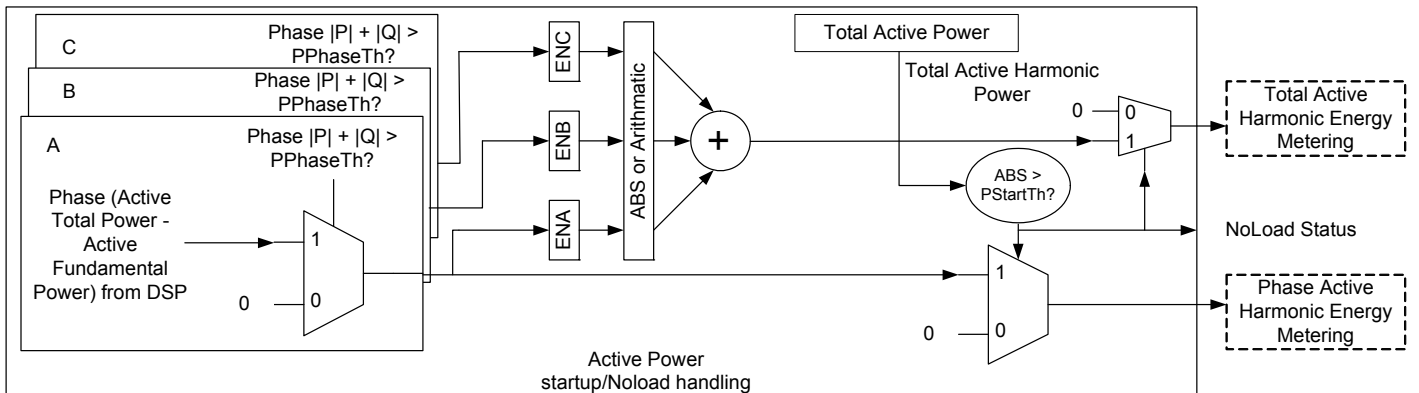 C
Phase |P| + |Q| >
PPhaseTh?
B
Phase |P| + |Q| >
PPhaseTh?
A
Phase |P| + |Q| >
PPhaseTh?
Phase (Active
Total Power -
Active
Fundamental
Power) from DSP
1
0
0
ENC
ENB
ENA
ABS or Arithmatic
+
Total Active Power
Total Active Harmonic
Power
ABS >
PStartTh?
0
0
1
1
0
0
Total Active
Harmonic Energy
Metering
NoLoad Status
Phase Active
Harmonic Energy
Metering
Active Power
startup/Noload handling